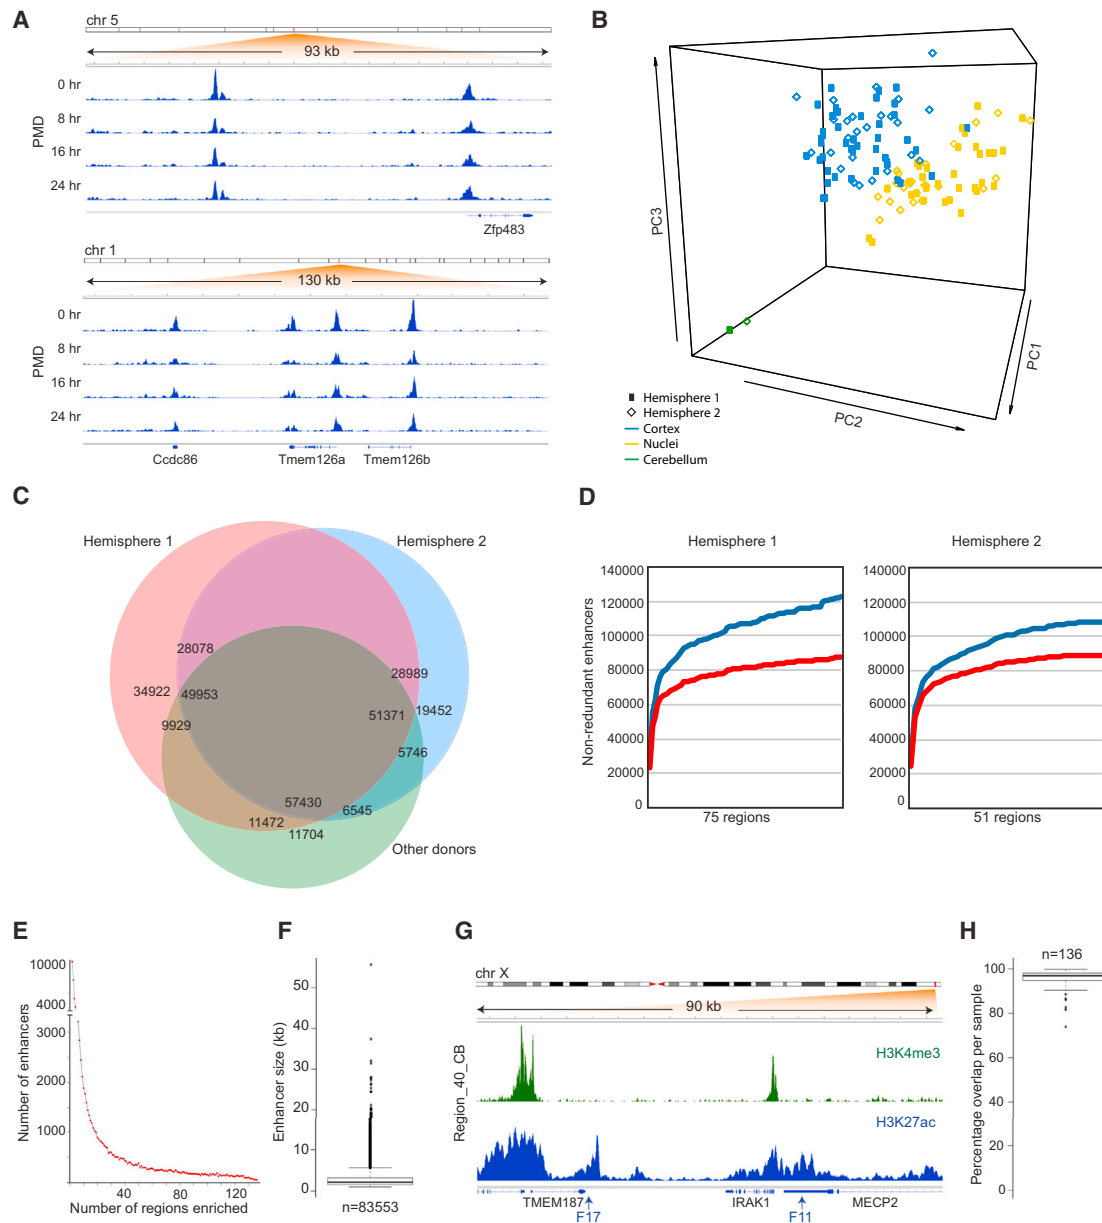 A
chr 5
93 kb
PMD
0 hr
8 hr
16 hr
24 hr
Zfp483
chr 1
130 kb
PMD
0 hr
8 hr
16 hr
24 hr
Ccdc86
Tmem126a
Tmem126b
B
PC3
PC1
PC2
Hemisphere 1
Hemisphere 2
Cortex
Nuclei
Cerebellum
C
Hemisphere 1
Hemisphere 2
28078
28989
34922
49953
51371
19452
9929
5746
57430
6545
11472
11704
Other donors
D
Hemisphere 1
Non-redundant enhancers
140000
120000
100000
80000
60000
40000
20000
0
75 regions
Hemisphere 2
140000
120000
100000
80000
60000
40000
20000
0
51 regions
E
Number of enhancers
10000
4000
3000
2000
1000
40
80
120
Number of regions enriched
F
Enhancer size (kb)
50
40
30
20
10
0
n=83553
G
chr X
90 kb
Region_40_CB
H3K4me3
H3K27ac
TMEM187
IRAK1
MECP2
F17
F11
H
n=136
Percentage overlap per sample
100
80
60
40
20
0